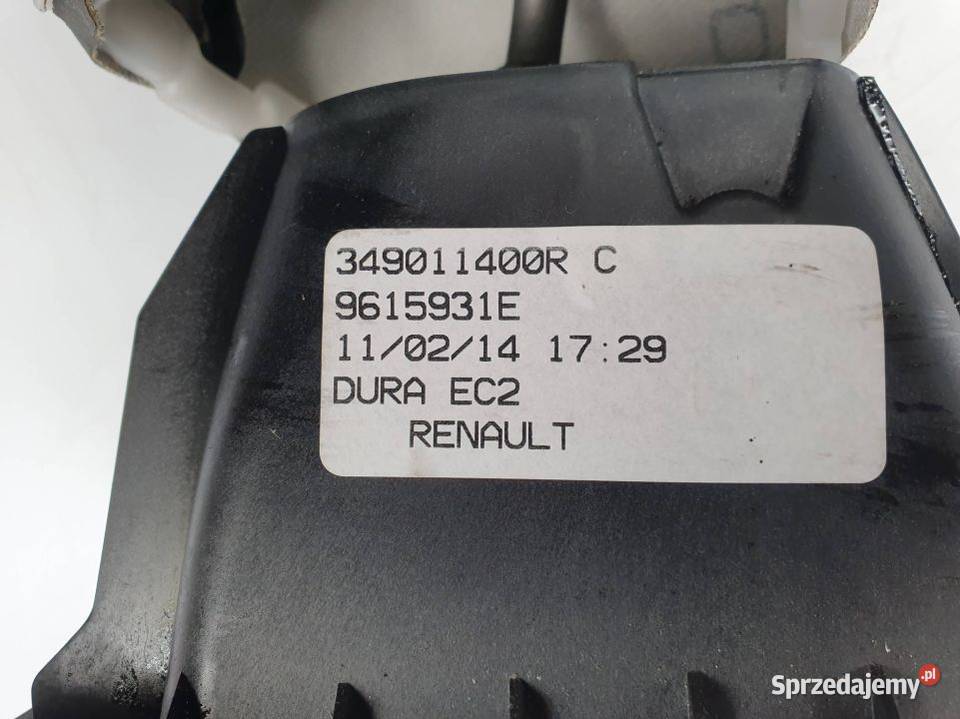 349011400R C
9615931E
11/02/14 17:29
DURA EC2
RENAULT
Sprzedajemy.pl